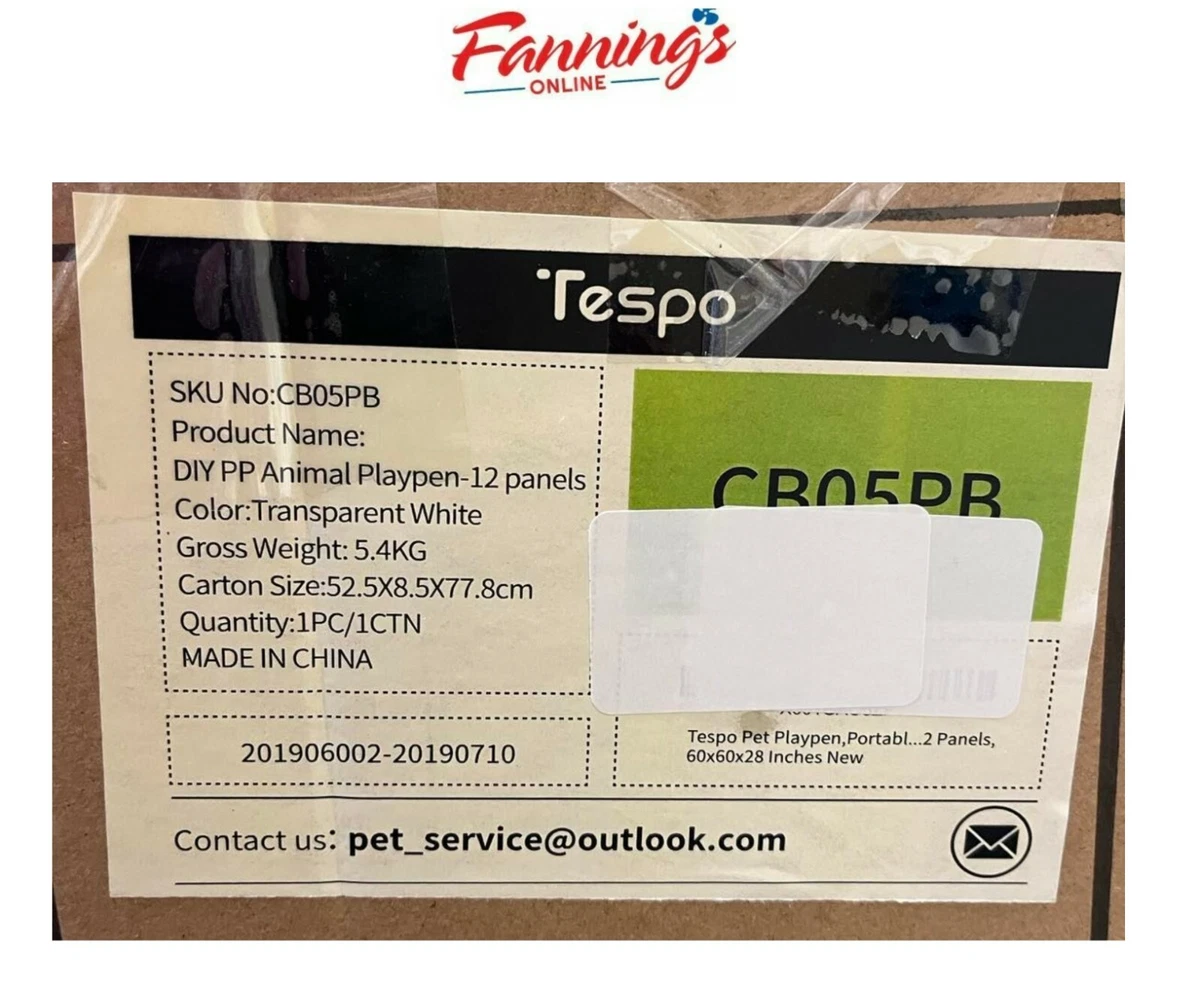 Fanning's
ONLINE
Tespo
SKU No:CB05PB
Product Name:
DIY PP Animal Playpen-12 panels
Color:Transparent White
Gross Weight: 5.4KG
Carton Size:52.5X8.5X77.8cm
Quantity:1PC/1CTN
MADE IN CHINA
CB05PB
201906002-20190710
Tespo Pet Playpen,Portabl...2 Panels,
60x60x28 Inches New
Contact us: pet_service@outlook.com